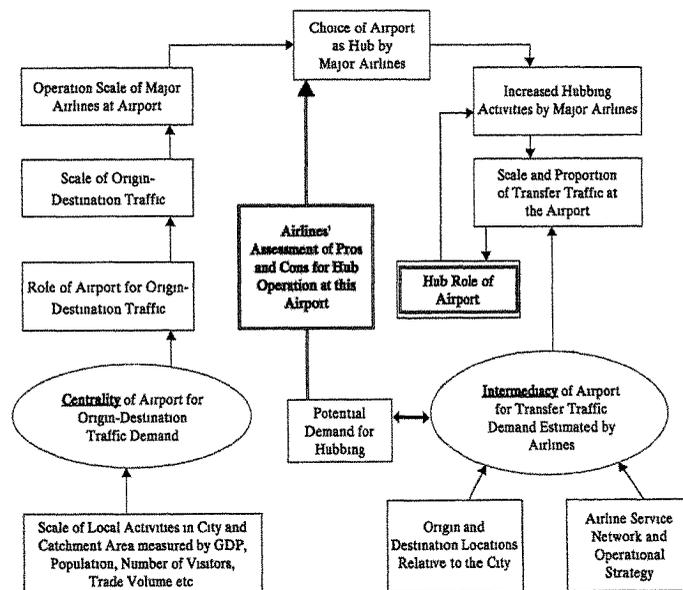 Choice of Airport
as Hub by
Major Airlines
Operation Scale of Major
Airlines at Airport
Increased Hubbing
Activities by Major Airlines
Scale of Origin-
Destination Traffic
Scale and Proportion
of Transfer Traffic at
the Airport
Airlines'
Assessment of Pros
and Cons for Hub
Operation at this
Airport
Role of Airport for Origin-
Destination Traffic
Hub Role of
Airport
Centrality of Airport for
Origin-Destination
Traffic Demand
Potential
Demand for
Hubbing
Intermediacy of Airport
for Transfer Traffic
Demand Estimated by
Airlines
Scale of Local Activities in City and
Catchment Area measured by GDP,
Population, Number of Visitors,
Trade Volume etc
Origin and
Destination Locations
Relative to the City
Airline Service
Network and
Operational
Strategy